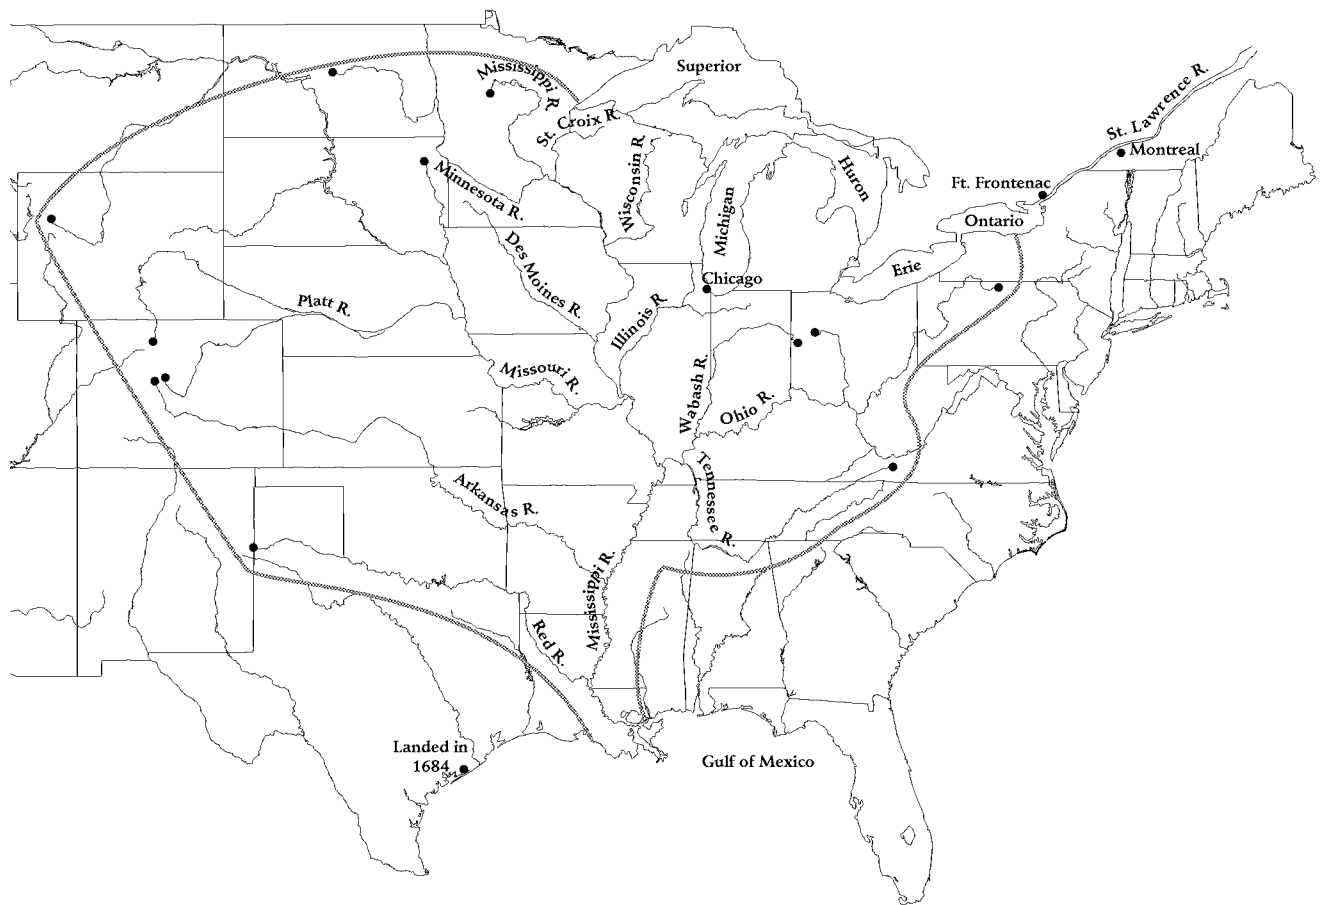 Superior
Mississippi R.
St. Croix R.
St. Lawrence R.
Montreal
Wisconsin R.
Huron
Minnesota R.
Michigan
Ft. Frontenac
Ontario
Des Moines R.
Erie
Chicago
Platt R.
Illinois R.
Missouri R.
Wabash R.
Ohio R.
Tennessee R.
Arkansas R.
Mississippi R.
Red R.
Landed in
1684
Gulf of Mexico